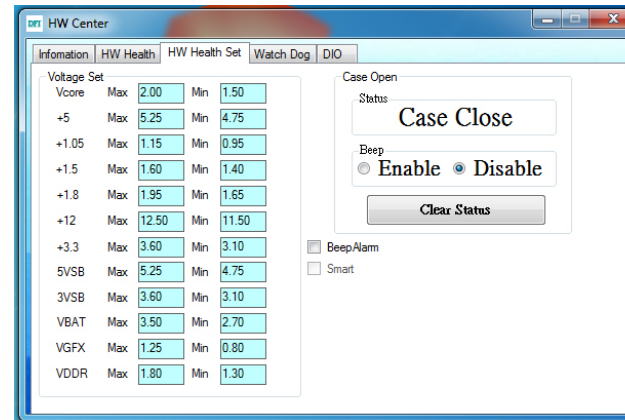 DFI HW Center
Infomation HW Health HW Health Set Watch Dog DIO
Voltage Set
Vcore Max 2.00 Min 1.50
+5 Max 5.25 Min 4.75
+1.05 Max 1.15 Min 0.95
+1.5 Max 1.60 Min 1.40
+1.8 Max 1.95 Min 1.65
+12 Max 12.50 Min 11.50
+3.3 Max 3.60 Min 3.10
5VSB Max 5.25 Min 4.75
3VSB Max 3.60 Min 3.10
VBAT Max 3.50 Min 2.70
VGFX Max 1.25 Min 0.80
VDDR Max 1.80 Min 1.30
Case Open
Status
Case Close
Beep
Enable Disable
Clear Status
BeepAlarm
Smart